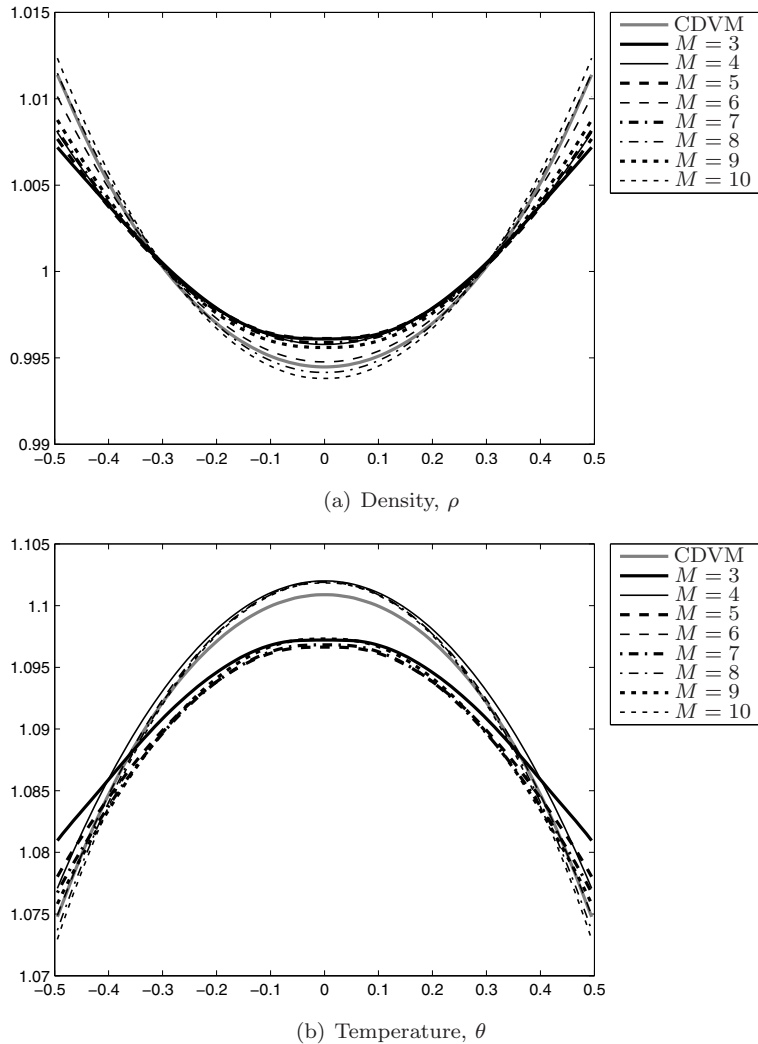 1.015
1.01
1.005
1
0.995
0.99
−0.5 −0.4 −0.3 −0.2 −0.1 0 0.1 0.2 0.3 0.4 0.5
CDVM
M = 3
M = 4
M = 5
M = 6
M = 7
M = 8
M = 9
M = 10
(a) Density, ρ
1.105
1.1
1.095
1.09
1.085
1.08
1.075
1.07
−0.5 −0.4 −0.3 −0.2 −0.1 0 0.1 0.2 0.3 0.4 0.5
CDVM
M = 3
M = 4
M = 5
M = 6
M = 7
M = 8
M = 9
M = 10
(b) Temperature, θ